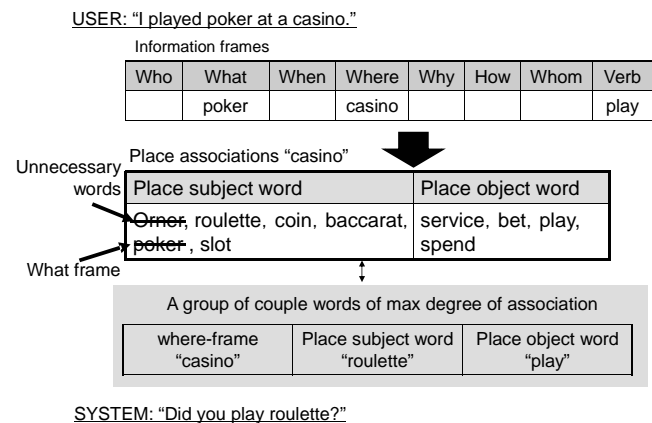 USER: “I played poker at a casino.”
Information frames
Who What When Where Why How Whom Verb
poker casino play
Place associations “casino”
Unnecessary words
Place subject word Place object word
Orner, roulette, coin, baccarat, service, bet, play,
poker , slot spend
What frame
A group of couple words of max degree of association
where-frame Place subject word Place object word
“casino” “roulette” “play”
SYSTEM: “Did you play roulette?”